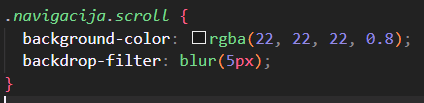 .navigacija.scroll {
background-color: rgba(22, 22, 22, 0.8);
backdrop-filter: blur(5px);
}